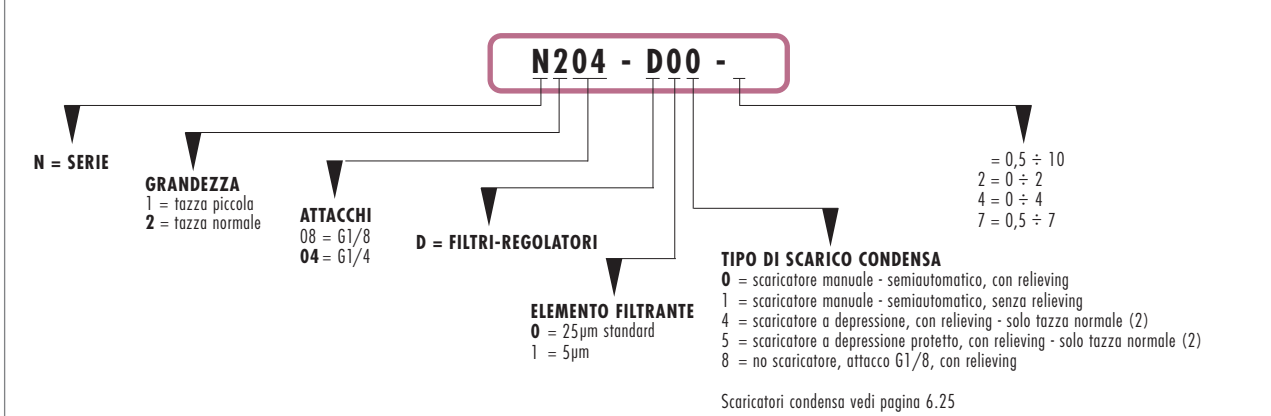 N204 - D00 -
N = SERIE
GRANDEZZA
1 = tazza piccola
2 = tazza normale
ATTACCHI
08 = G1/8
04 = G1/4
D = FILTRI-REGOLATORI
ELEMENTO FILTRANTE
0 = 25µm standard
1 = 5µm
TIPO DI SCARICO CONDENSA
0 = scaricatore manuale - semiautomatico, con relieving
1 = scaricatore manuale - semiautomatico, senza relieving
4 = scaricatore a depressione, con relieving - solo tazza normale (2)
5 = scaricatore a depressione protetto, con relieving - solo tazza normale (2)
8 = no scaricatore, attacco G1/8, con relieving
Scaricatori condensa vedi pagina 6.25
= 0,5 ÷ 10
2 = 0 ÷ 2
4 = 0 ÷ 4
7 = 0,5 ÷ 7